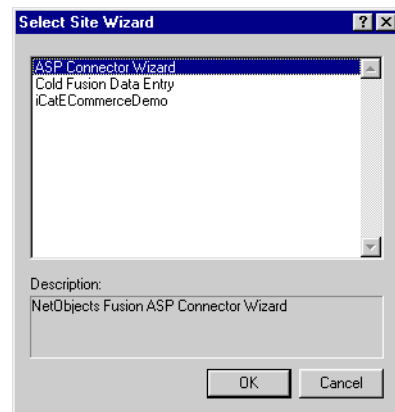 Select Site Wizard
ASP Connector Wizard
Cold Fusion Data Entry
iCatECommerceDemo
Description:
NetObjects Fusion ASP Connector Wizard
OK Cancel